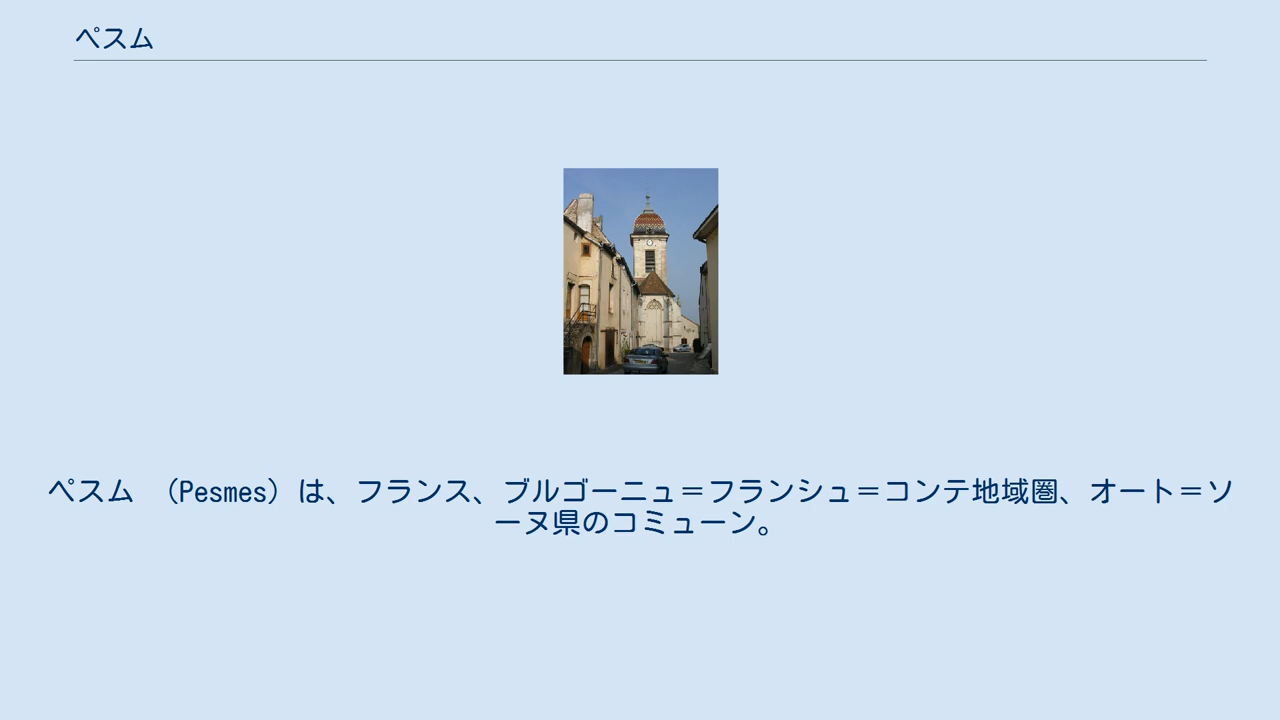 ペスム
ペスム （Pesmes）は、フランス、ブルゴーニュ＝フランシュ＝コンテ地域圏、オート＝ソ
ーヌ県のコミューン。